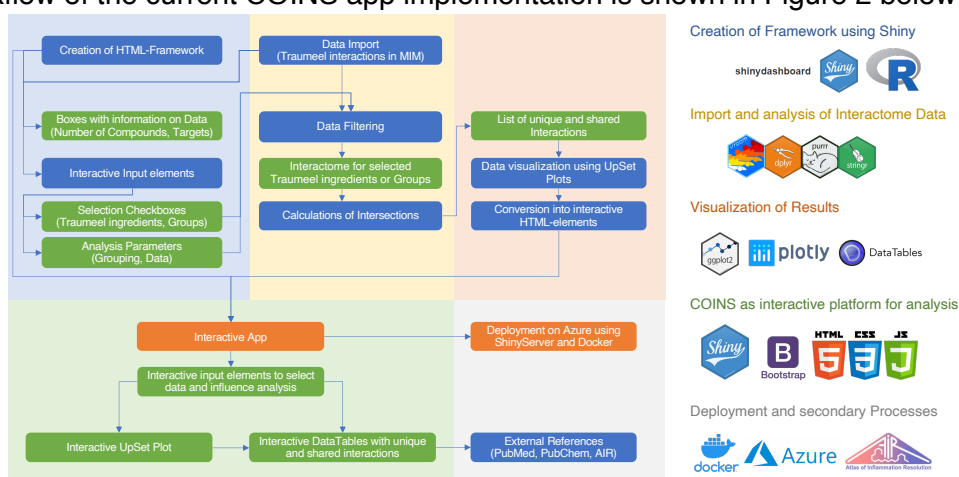 kflow of the current COINS app implementation is shown in Figure 2 below
Creation of HTML-Framework
Data Import
(Traumeel interactions in MIM)
Boxes with information on Data
(Number of Compounds, Targets)
Data Filtering
List of unique and shared
Interactions
Interactive Input elements
Interactome for selected
Traumeel ingredients or Groups
Data visualization using UpSet
Plots
Selection Checkboxes
(Traumeel ingredients, Groups)
Calculations of Intersections
Conversion into interactive
HTML-elements
Analysis Parameters
(Grouping, Data)
Interactive App
Deployment on Azure using
ShinyServer and Docker
Interactive input elements to select
data and influence analysis
Interactive UpSet Plot
Interactive DataTables with unique
and shared interactions
External References
(PubMed, PubChem, AIR)
Creation of Framework using Shiny
shinydashboard
Shiny
R
Import and analysis of Interactome Data
dplyr
purrr
stringr
Visualization of Results
ggplot2
plotly
DataTables
COINS as interactive platform for analysis
Shiny
B
Bootstrap
HTML
5
CSS
3
JS
Deployment and secondary Processes
docker
Azure
AIR
Atlas of Inflammation Resolution